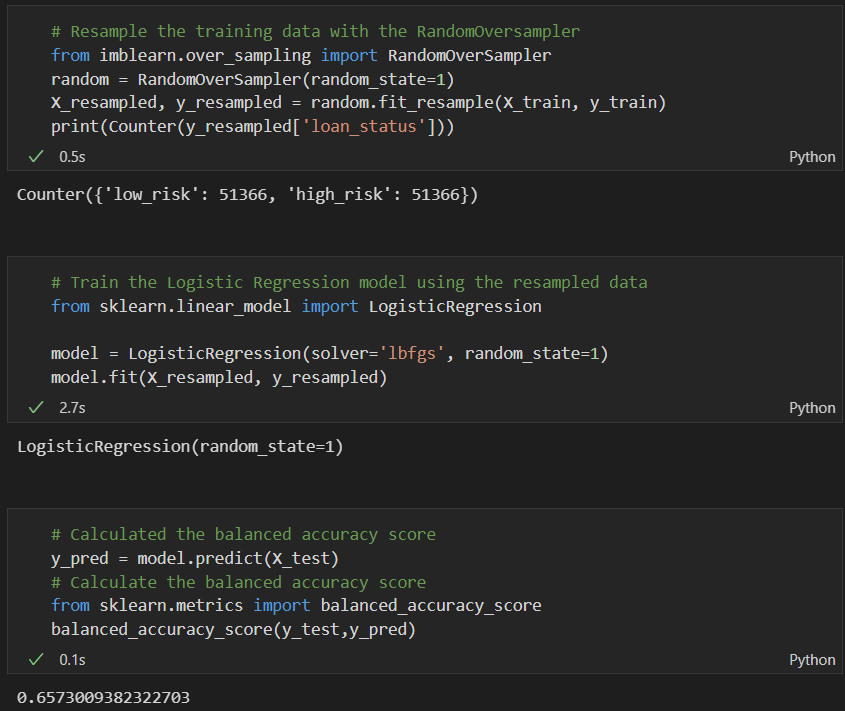 # Resample the training data with the RandomOversampler
from imblearn.over_sampling import RandomOverSampler
random = RandomOverSampler(random_state=1)
X_resampled, y_resampled = random.fit_resample(X_train, y_train)
print(Counter(y_resampled['loan_status']))
0.5s
Python
Counter({'low_risk': 51366, 'high_risk': 51366})
# Train the Logistic Regression model using the resampled data
from sklearn.linear_model import LogisticRegression
model = LogisticRegression(solver='lbfgs', random_state=1)
model.fit(X_resampled, y_resampled)
2.7s
Python
LogisticRegression(random_state=1)
# Calculated the balanced accuracy score
y_pred = model.predict(X_test)
# Calculate the balanced accuracy score
from sklearn.metrics import balanced_accuracy_score
balanced_accuracy_score(y_test,y_pred)
0.1s
Python
0.6573009382322703